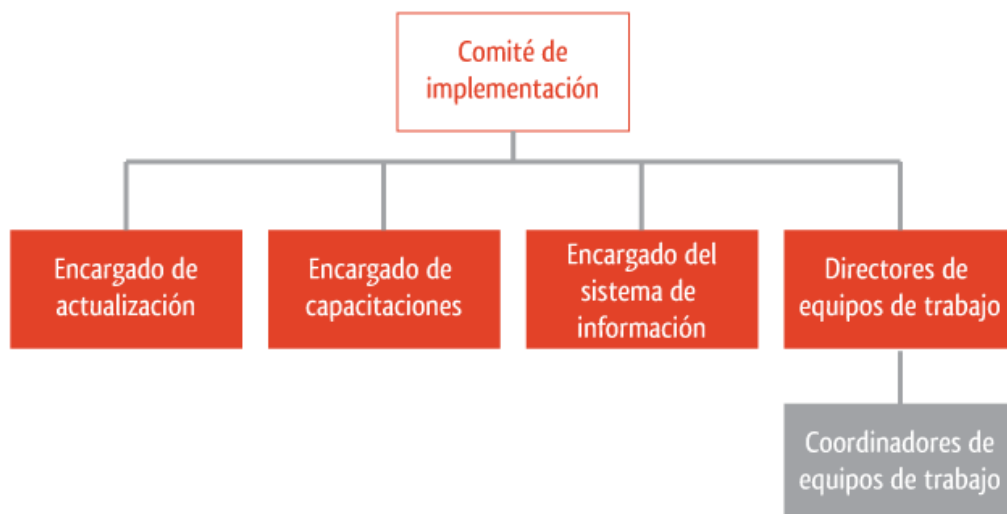 Comité de
implementación
Encargado de
actualización
Encargado de
capacitaciones
Encargado del
sistema de
información
Directores de
equipos de trabajo
Coordinadores de
equipos de trabajo